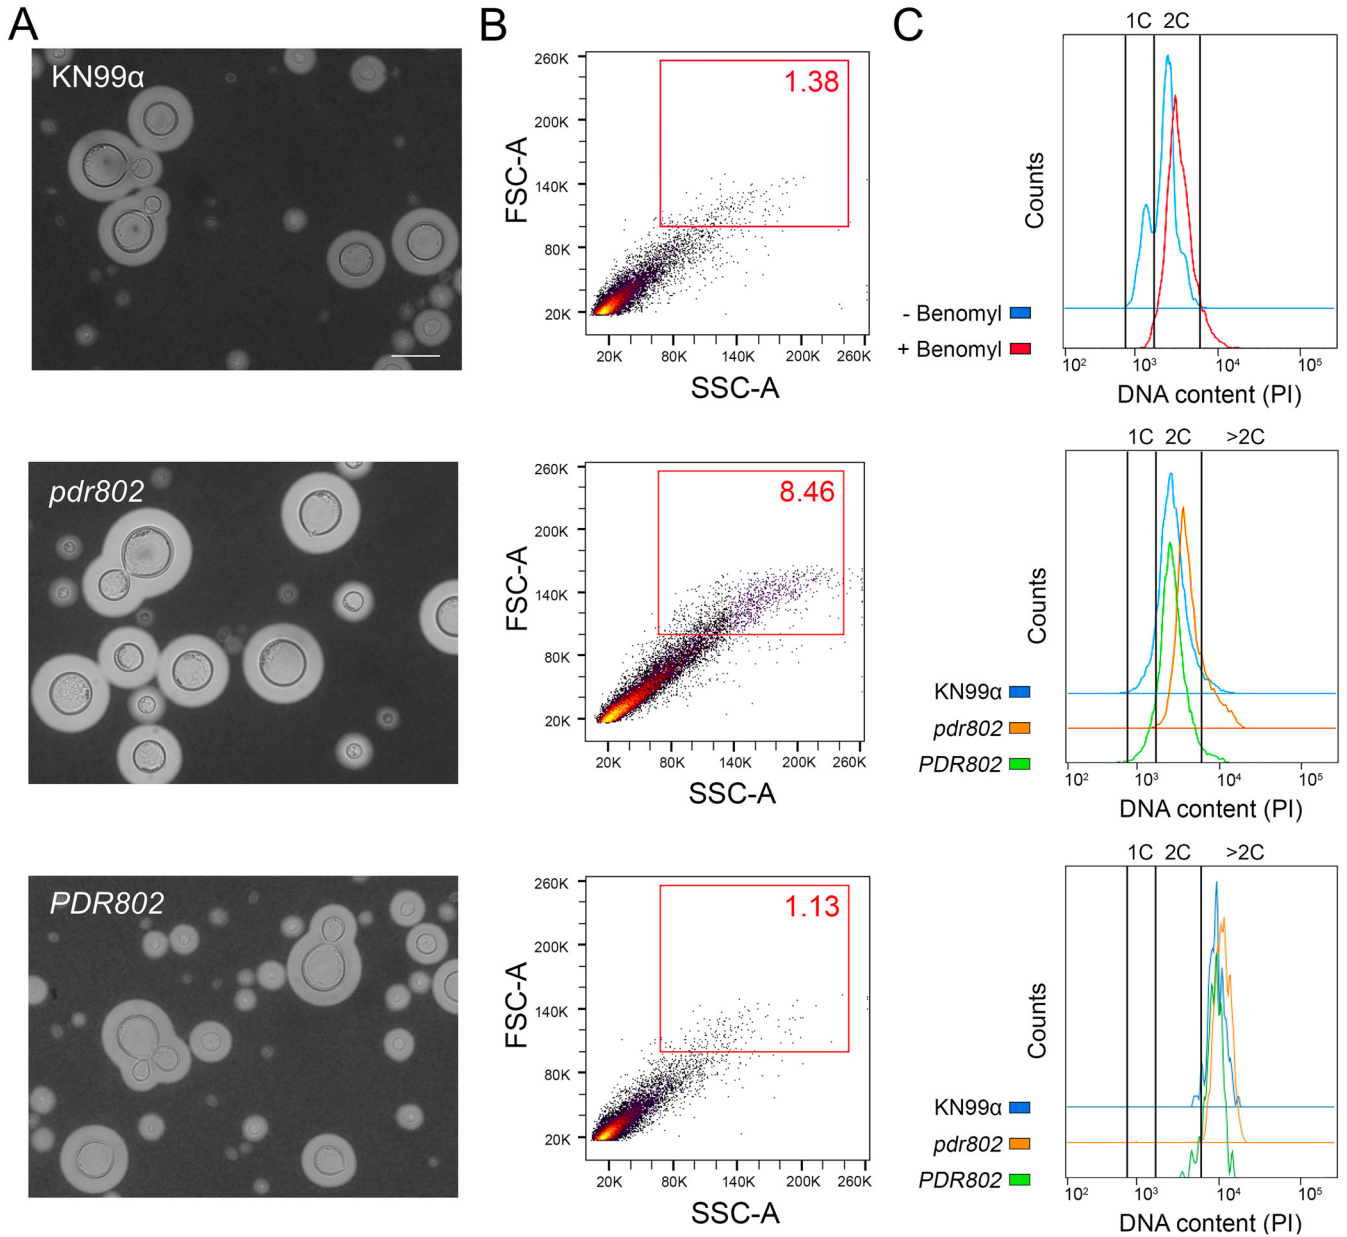 A
B
C
KN99α
260K
200K
140K
80K
20K
FSC-A
1.38
20K
80K
140K
200K
260K
SSC-A
1C
2C
Counts
- Benomyl
+ Benomyl
10²
10³
10⁴
10⁵
DNA content (PI)
pdr802
260K
200K
140K
80K
20K
FSC-A
8.46
20K
80K
140K
200K
260K
SSC-A
1C
2C
>2C
Counts
KN99α
pdr802
PDR802
10²
10³
10⁴
10⁵
DNA content (PI)
PDR802
260K
200K
140K
80K
20K
FSC-A
1.13
20K
80K
140K
200K
260K
SSC-A
1C
2C
>2C
Counts
KN99α
pdr802
PDR802
10²
10³
10⁴
10⁵
DNA content (PI)